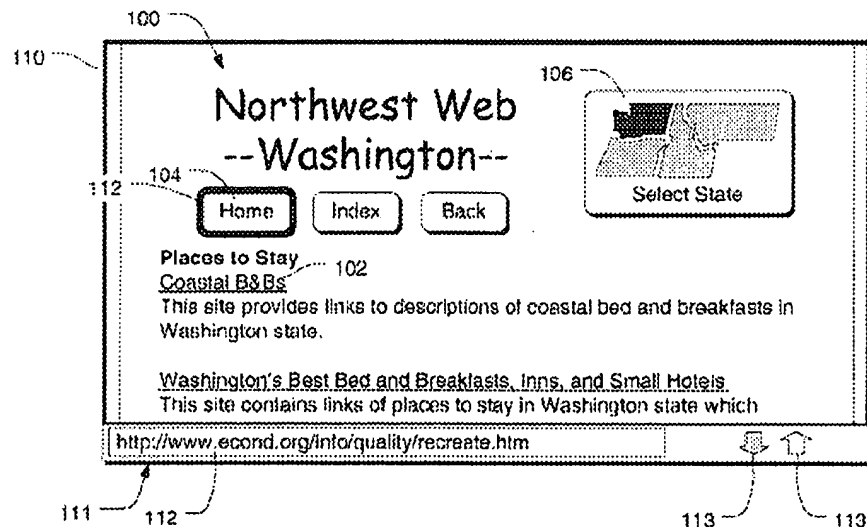 100
110
106
Northwest Web
--Washington--
104
112
Home
Index
Back
Select State
Places to Stay
102
Coastal B&Bs
This site provides links to descriptions of coastal bed and breakfasts in
Washington state.
Washington's Best Bed and Breakfasts, Inns, and Small Hotels
This site contains links of places to stay in Washington state which
http://www.econd.org/info/quality/recreate.htm
111
112
113
113